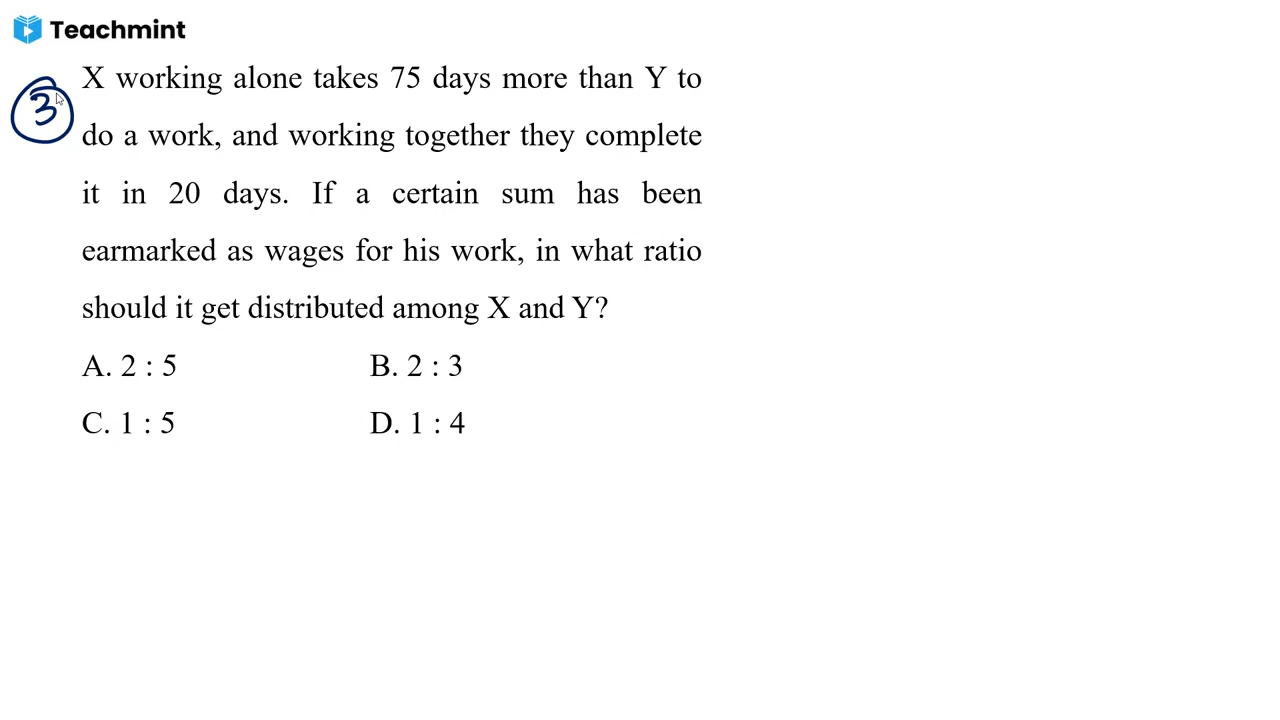 Teachmint
3
X working alone takes 75 days more than Y to
do a work, and working together they complete
it in 20 days. If a certain sum has been
earmarked as wages for his work, in what ratio
should it get distributed among X and Y?
A. 2 : 5 B. 2 : 3
C. 1 : 5 D. 1 : 4